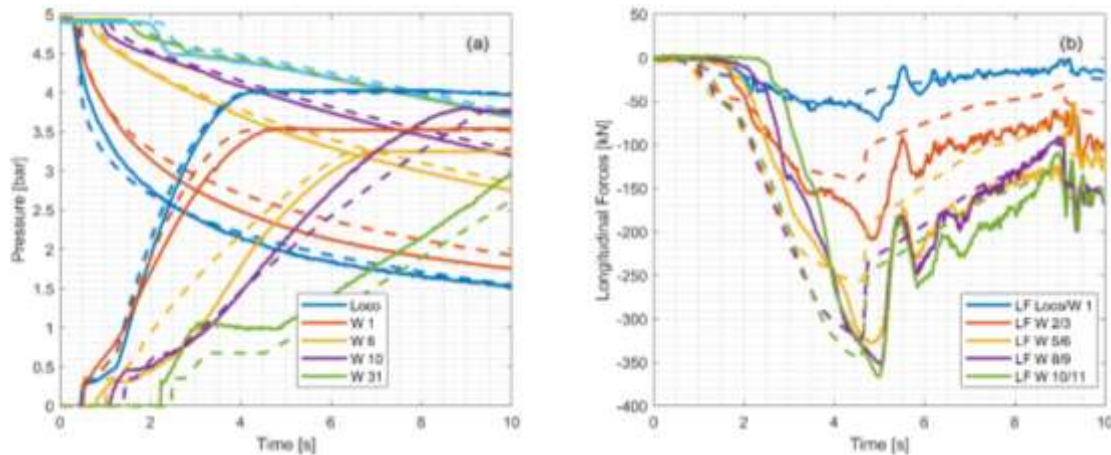 (a)
Pressure [bar]
5
4.5
4
3.5
3
2.5
2
1.5
1
0.5
0
0 2 4 6 8 10
Time [s]
Loco
W 1
W 6
W 10
W 31
(b)
Longitudinal Forces [kN]
50
0
-50
-100
-150
-200
-250
-300
-350
-400
0 2 4 6 8 10
Time [s]
LF Loco/W 1
LF W 2/3
LF W 5/6
LF W 8/9
LF W 10/11